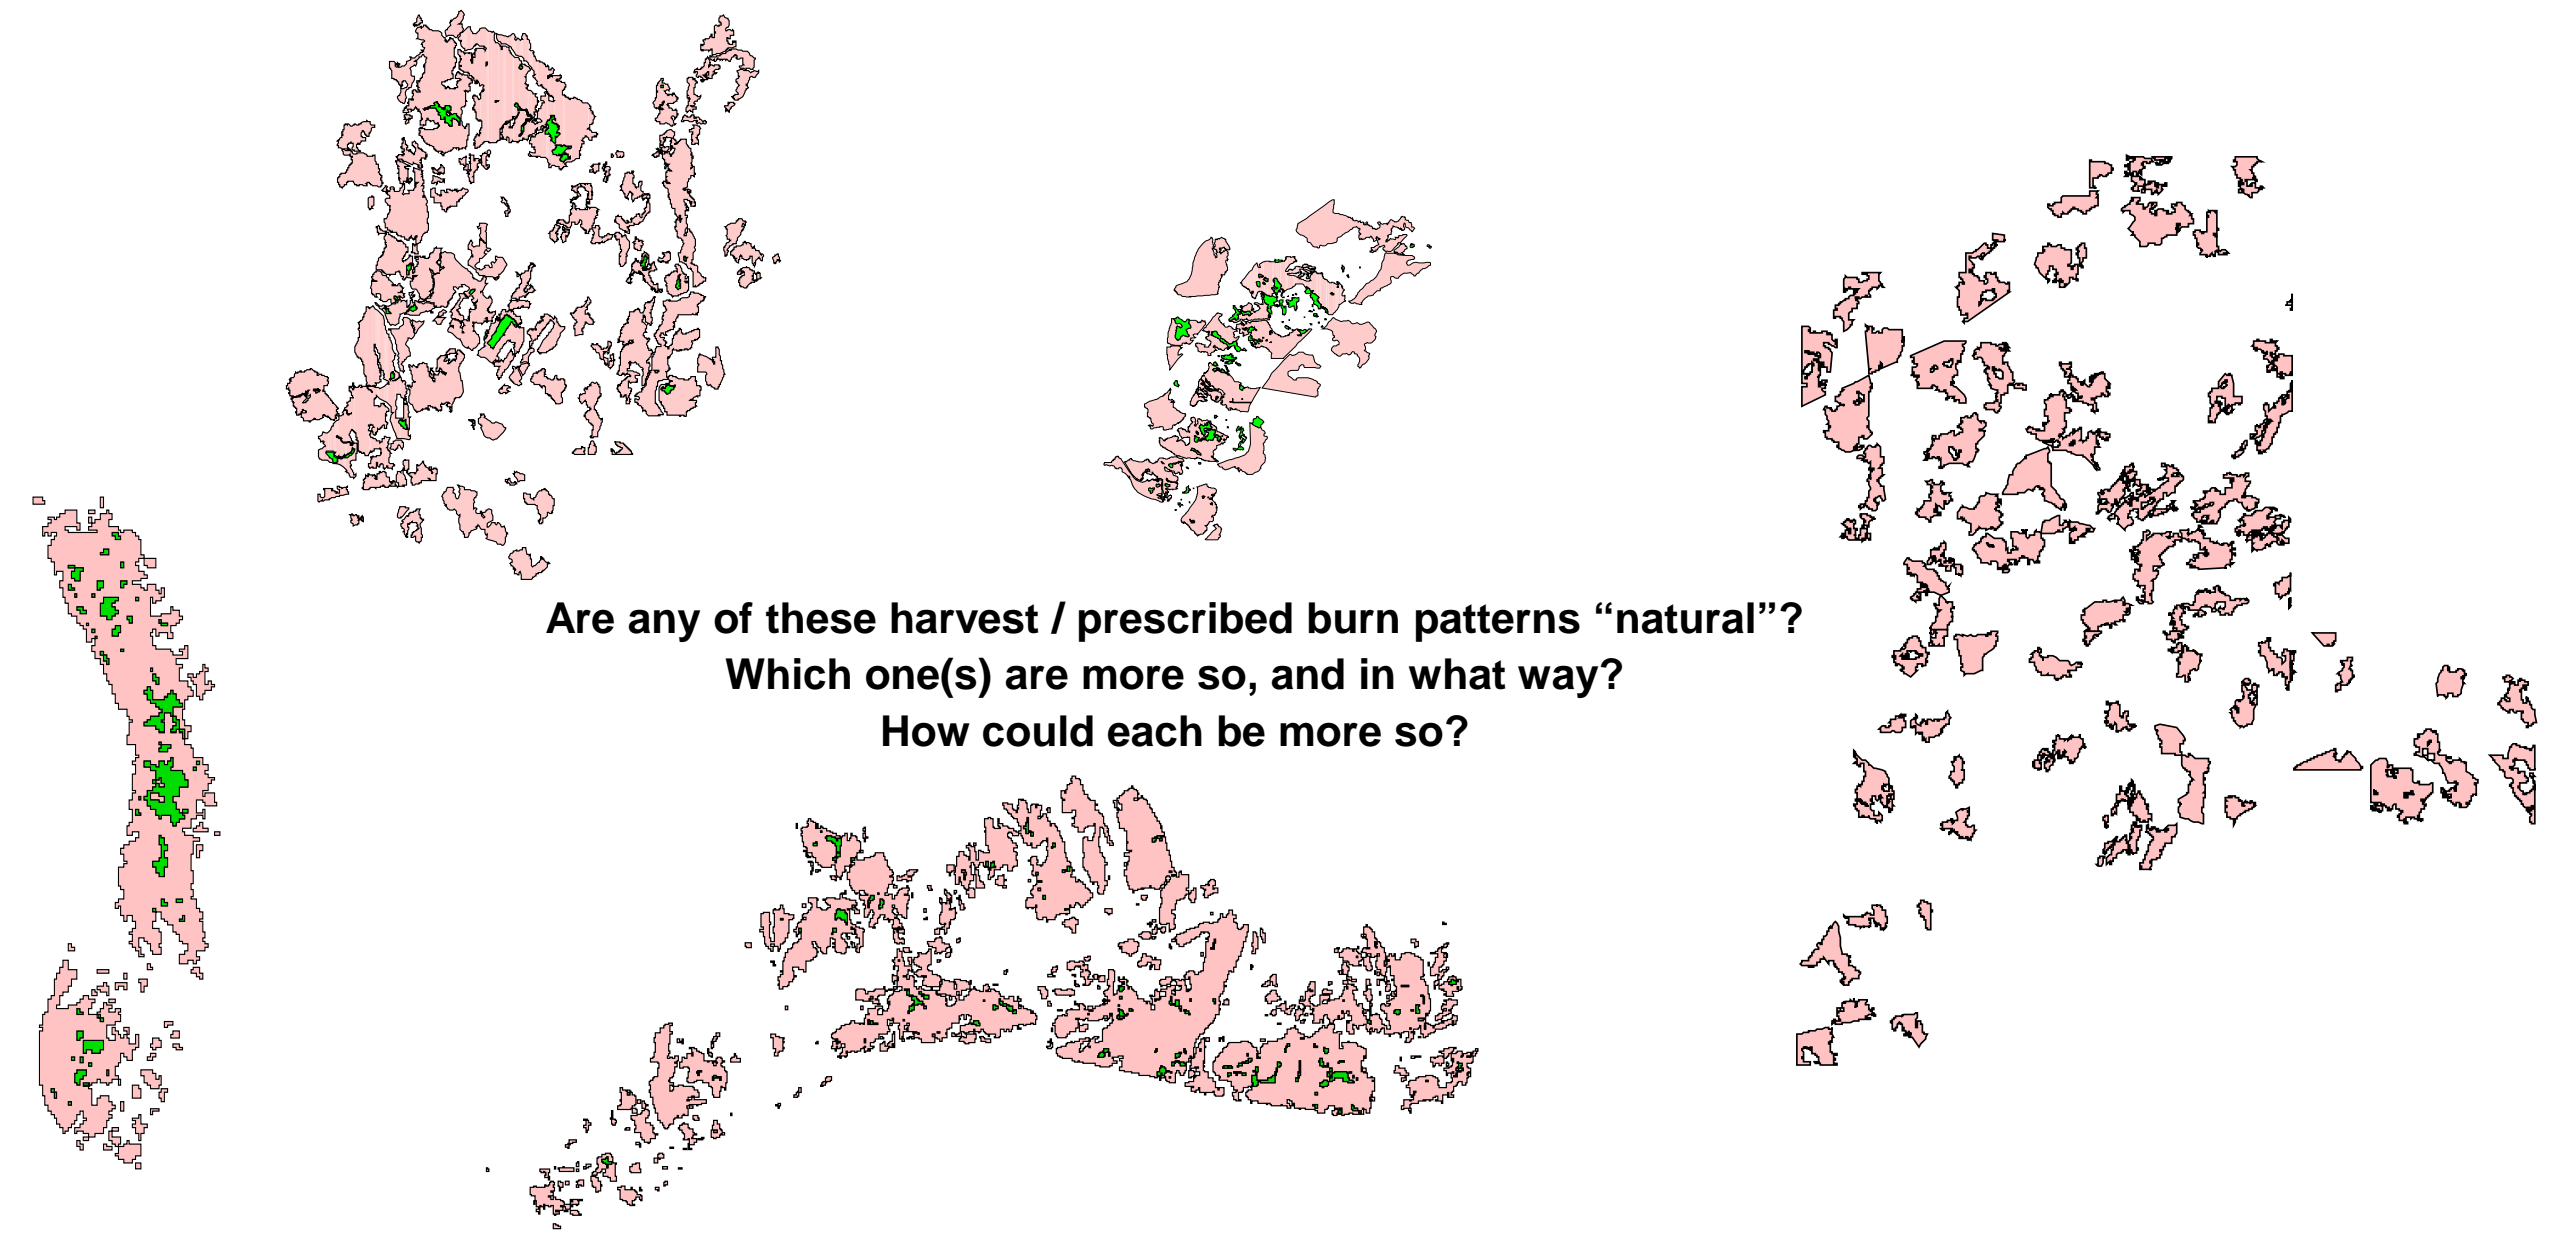 Are any of these harvest / prescribed burn patterns “natural”?
Which one(s) are more so, and in what way?
How could each be more so?